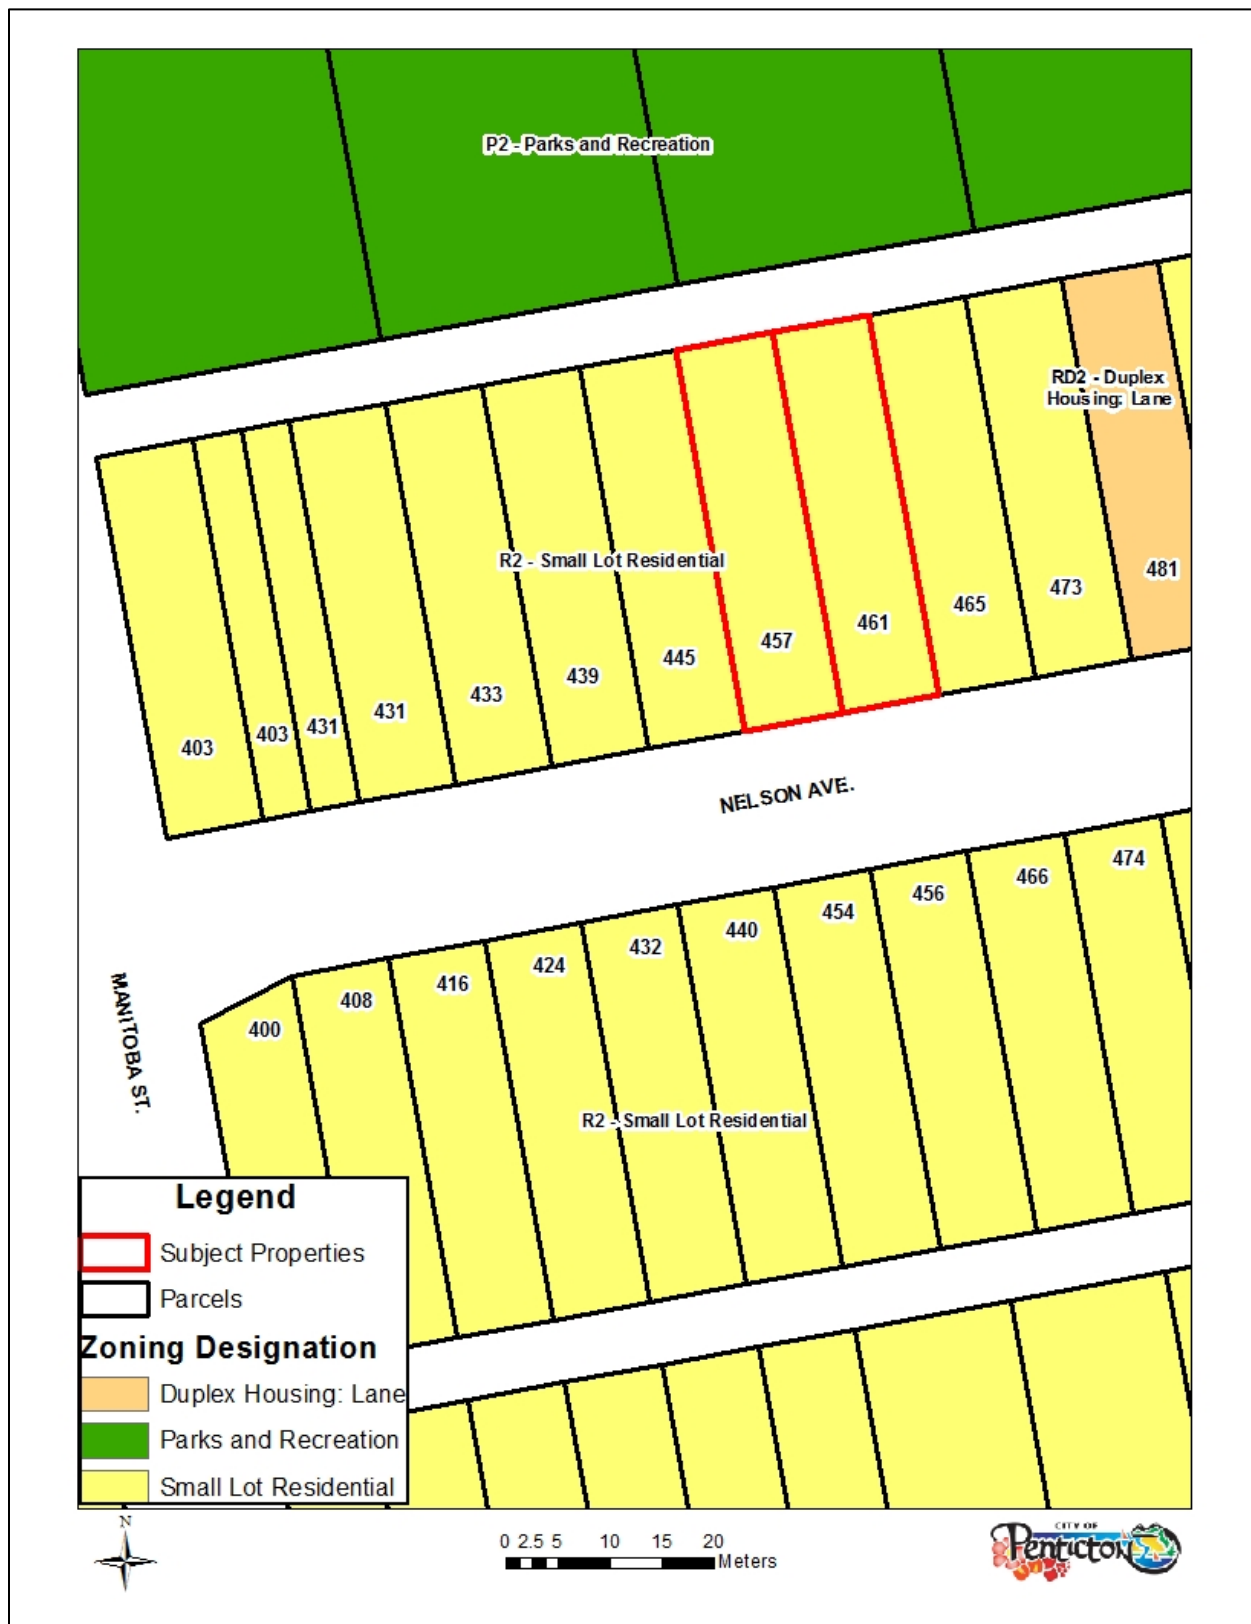 P2 - Parks and Recreation
RD2 - Duplex
Housing: Lane
R2 - Small Lot Residential
481
473
465
461
457
445
439
433
431
431
403
403
NELSON AVE.
474
466
456
454
440
432
424
416
408
400
MANITOBA ST.
R2 - Small Lot Residential
Legend
Subject Properties
Parcels
Zoning Designation
Duplex Housing: Lane
Parks and Recreation
Small Lot Residential
N
0 2.5 5 10 15 20
Meters
CITY OF
Penticton